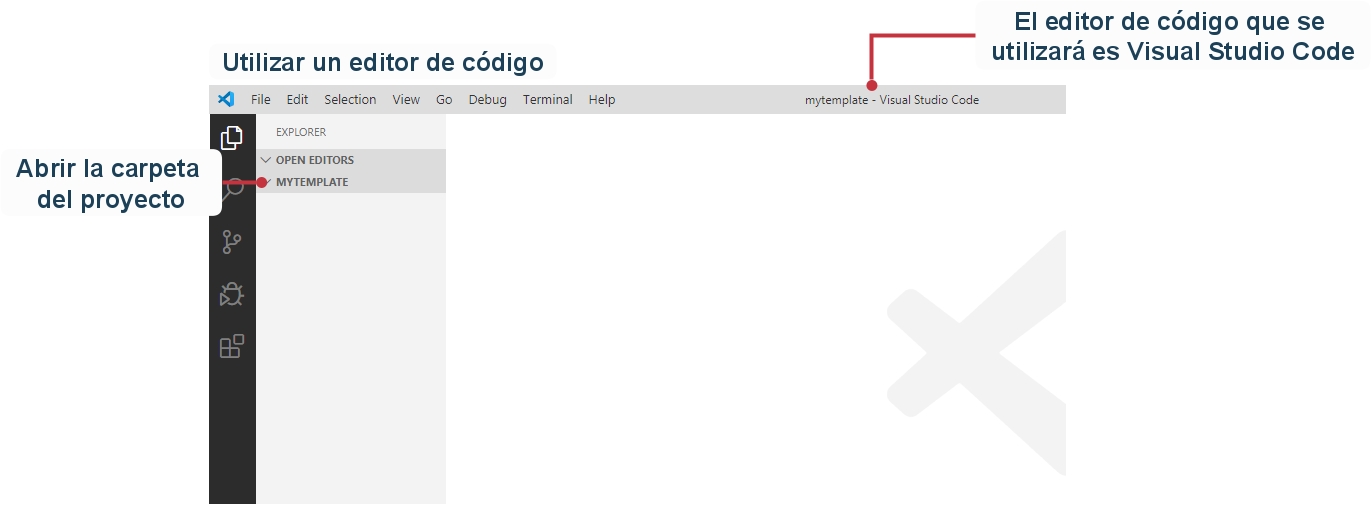 El editor de código que se
utilizará es Visual Studio Code
Utilizar un editor de código
File Edit Selection View Go Debug Terminal Help mytemplate - Visual Studio Code
EXPLORER
OPEN EDITORS
MYTEMPLATE
Abrir la carpeta
del proyecto